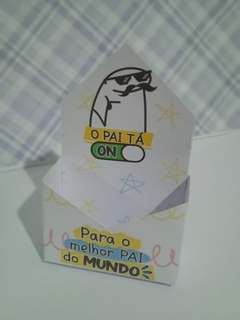 O PAI TÁ
ON
Para o
melhor PAI
do MUNDO